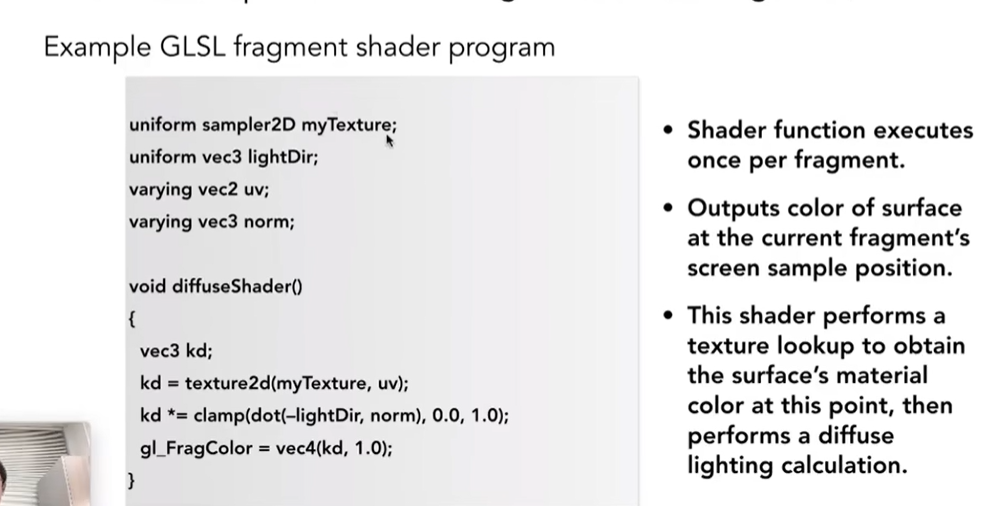 Example GLSL fragment shader program
uniform sampler2D myTexture;
uniform vec3 lightDir;
varying vec2 uv;
varying vec3 norm;
void diffuseShader()
{
vec3 kd;
kd = texture2d(myTexture, uv);
kd *= clamp(dot(–lightDir, norm), 0.0, 1.0);
gl_FragColor = vec4(kd, 1.0);
}
• Shader function executes
once per fragment.
• Outputs color of surface
at the current fragment’s
screen sample position.
• This shader performs a
texture lookup to obtain
the surface’s material
color at this point, then
performs a diffuse
lighting calculation.